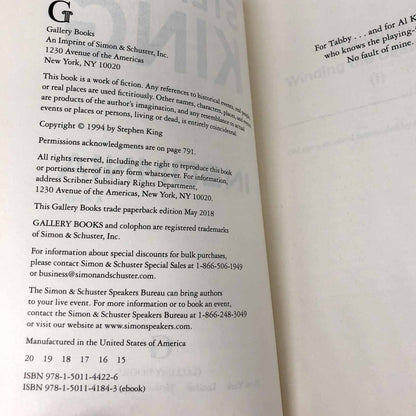 G
Gallery Books
An Imprint of Simon & Schuster, Inc.
1230 Avenue of the Americas
New York, NY 10020
This book is a work of fiction. Any references to historical events, real people,
or real places are used fictitiously. Other names, characters, places, and events
are products of the author's imagination, and any resemblance to actual
events or places or persons, living or dead, is entirely coincidental.
Copyright © 1994 by Stephen King
Permissions acknowledgments are on page 791.
All rights reserved, including the right to reproduce this book
or portions thereof in any form whatsoever. For information,
address Scribner Subsidiary Rights Department,
1230 Avenue of the Americas, New York, NY 10020.
This Gallery Books trade paperback edition May 2018
GALLERY BOOKS and colophon are registered trademarks
of Simon & Schuster, Inc.
For information about special discounts for bulk purchases,
please contact Simon & Schuster Special Sales at 1-866-506-1949
or business@simonandschuster.com.
The Simon & Schuster Speakers Bureau can bring authors
to your live event. For more information or to book an event,
contact the Simon & Schuster Speakers Bureau at 1-866-248-3049
or visit our website at www.simonspeakers.com.
Manufactured in the United States of America
20 19 18 17 16 15
ISBN 978-1-5011-4422-6
ISBN 978-1-5011-4184-3 (ebook)
For Tabby . . . and for Al K
who knows the playing-
No fault of mine.